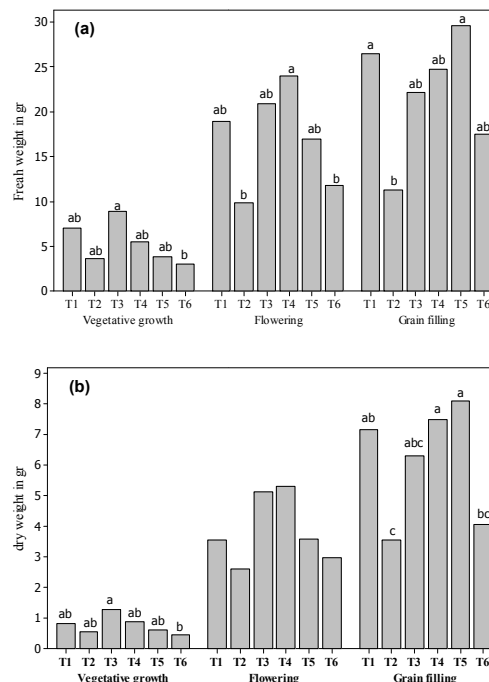 (a)
Freah weight in gr
30
25
20
15
10
5
0
ab ab a ab ab b
ab b ab a ab b
a b ab ab a ab
T1 T2 T3 T4 T5 T6 T1 T2 T3 T4 T5 T6 T1 T2 T3 T4 T5 T6
Vegetative growth Flowering Grain filling
(b)
dry weight in gr
9
8
7
6
5
4
3
2
1
0
ab ab a ab ab b
ab c abc a a bc
T1 T2 T3 T4 T5 T6 T1 T2 T3 T4 T5 T6 T1 T2 T3 T4 T5 T6
Vegetative growth Flowering Grain filling